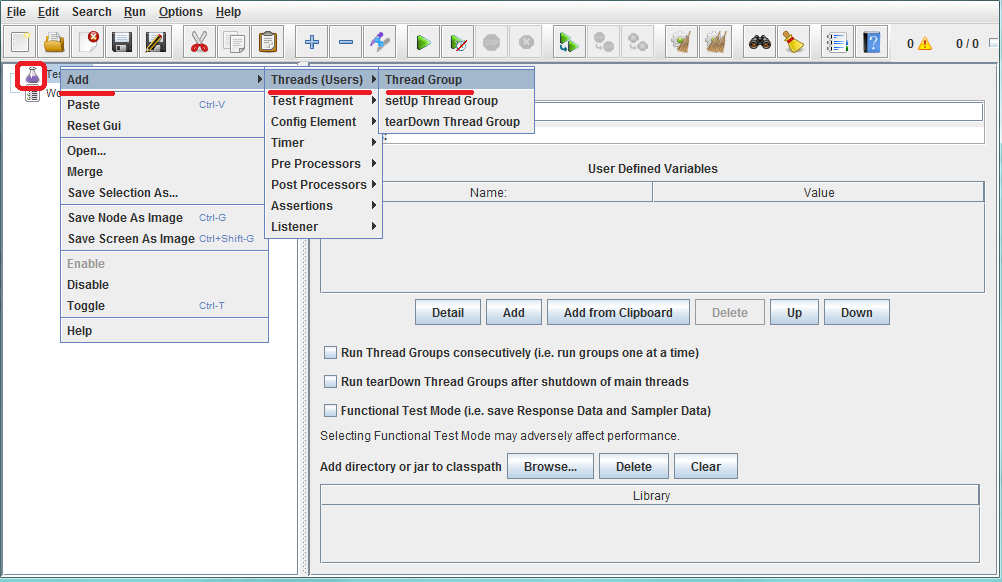 File Edit Search Run Options Help
0 0 / 0
Add
Paste Ctrl-V
Reset Gui
Open...
Merge
Save Selection As...
Save Node As Image Ctrl-G
Save Screen As Image Ctrl+Shift-G
Enable
Disable
Toggle Ctrl-T
Help
Threads (Users)
Test Fragment
Config Element
Timer
Pre Processors
Post Processors
Assertions
Listener
Thread Group
setUp Thread Group
tearDown Thread Group
User Defined Variables
Name: Value
Detail Add Add from Clipboard Delete Up Down
Run Thread Groups consecutively (i.e. run groups one at a time)
Run tearDown Thread Groups after shutdown of main threads
Functional Test Mode (i.e. save Response Data and Sampler Data)
Selecting Functional Test Mode may adversely affect performance.
Add directory or jar to classpath Browse... Delete Clear
Library